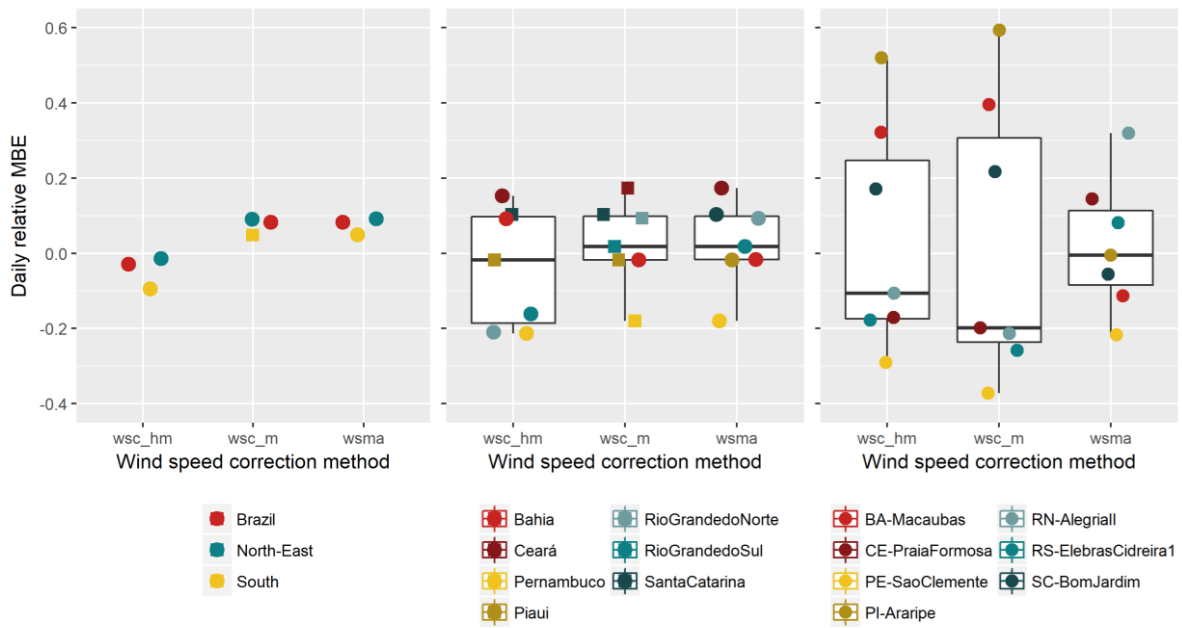 Daily relative MBE
0.6
0.4
0.2
0.0
-0.2
-0.4
wsc_hm wsc_m wsma
Wind speed correction method
wsc_hm wsc_m wsma
Wind speed correction method
wsc_hm wsc_m wsma
Wind speed correction method
Brazil
North-East
South
Bahia
Ceará
Pernambuco
Piaui
RioGrandedoNorte
RioGrandedoSul
SantaCatarina
BA-Macaubas
CE-PraiaFormosa
PE-SaoClemente
PI-Araripe
RN-AlegriaII
RS-ElebrasCidreira1
SC-BomJardim